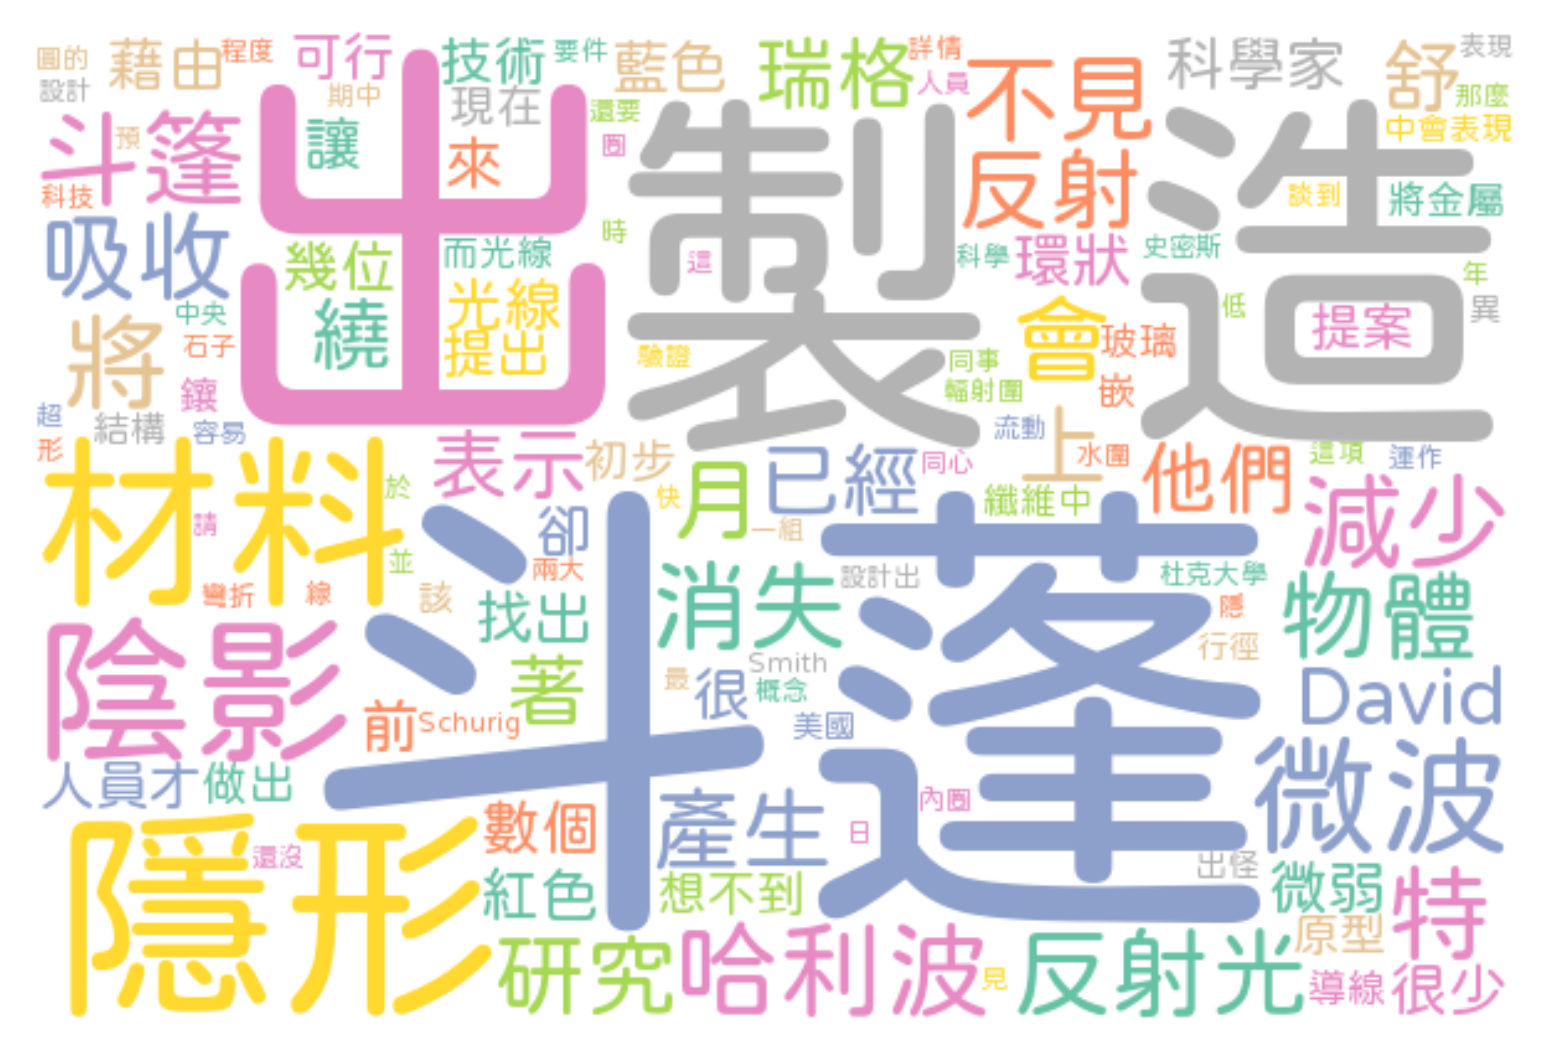 圓的
藉由
程度
可行
技術
要件
藍色
瑞格
詳情
不見
科學家
舒
表現
設計
期中
現在
還要
人員
那麼
中會表現
斗篷
預
讓
來
圈
反射
出
製造
科技
談到
將金屬
吸收
幾位
而光線
時
這
科學
環狀
史密斯
年
將
中央
繞
光線
提出
驗證
會
玻璃
低
提案
異
石子
鑲
同事
輻射圍
嵌
超
結構
容易
流動
上
形
表示
初步
已經
同心
水圍
他們
這項
運作
材料
於
月
快
一組
纖維中
減少
請
卻
並
兩大
消失
設計出
杜克大學
物體
彎折
線
該
找出
斗蓬
隱
陰影
著
最
很
Smith
概念
行徑
David
前
Schurig
美國
人員才
做出
微波
隱形
還沒
數個
產生
日
內圈
出怪
紅色
想不到
微弱
特
原型
研究
哈利波
見
反射光
導線
很少